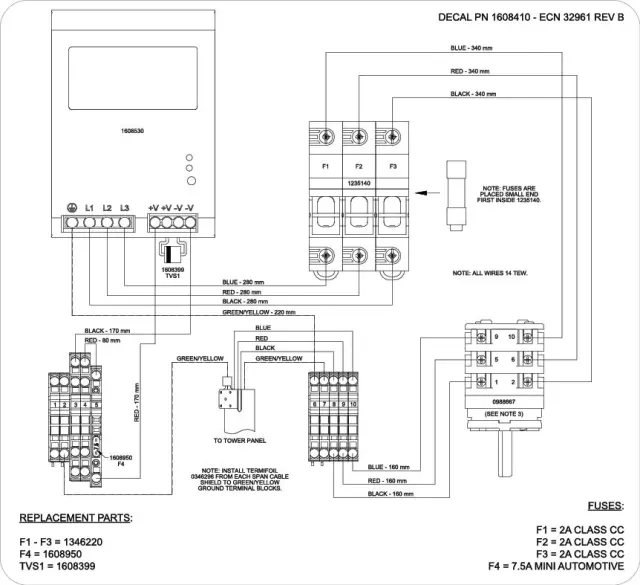 DECAL PN 1608410 - ECN 32961 REV B
BLUE - 340 mm
RED - 340 mm
BLACK - 340 mm
1608530
F1 F2 F3
1235140
NOTE: FUSES ARE
PLACED SMALL END
FIRST INSIDE 1235140.
L1 L2 L3 +V +V -V -V
1608399
TVS1
NOTE: ALL WIRES 14 TEW.
BLUE - 280 mm
RED - 280 mm
BLACK - 280 mm
GREEN/YELLOW - 220 mm
BLACK - 170 mm
RED - 80 mm
BLUE
RED
BLACK
GREEN/YELLOW
GREEN/YELLOW
9 10
5 6
1 2
RED - 170 mm
1 2 3 4 5
6 7 8 9 10
0988867
(SEE NOTE 3)
TO TOWER PANEL
1608950
F4
NOTE: INSTALL TERMIFOIL
0346296 FROM EACH SPAN CABLE
SHIELD TO GREEN/YELLOW
GROUND TERMINAL BLOCKS.
BLUE - 160 mm
RED - 160 mm
BLACK - 160 mm
REPLACEMENT PARTS:
F1 - F3 = 1346220
F4 = 1608950
TVS1 = 1608399
FUSES:
F1 = 2A CLASS CC
F2 = 2A CLASS CC
F3 = 2A CLASS CC
F4 = 7.5A MINI AUTOMOTIVE